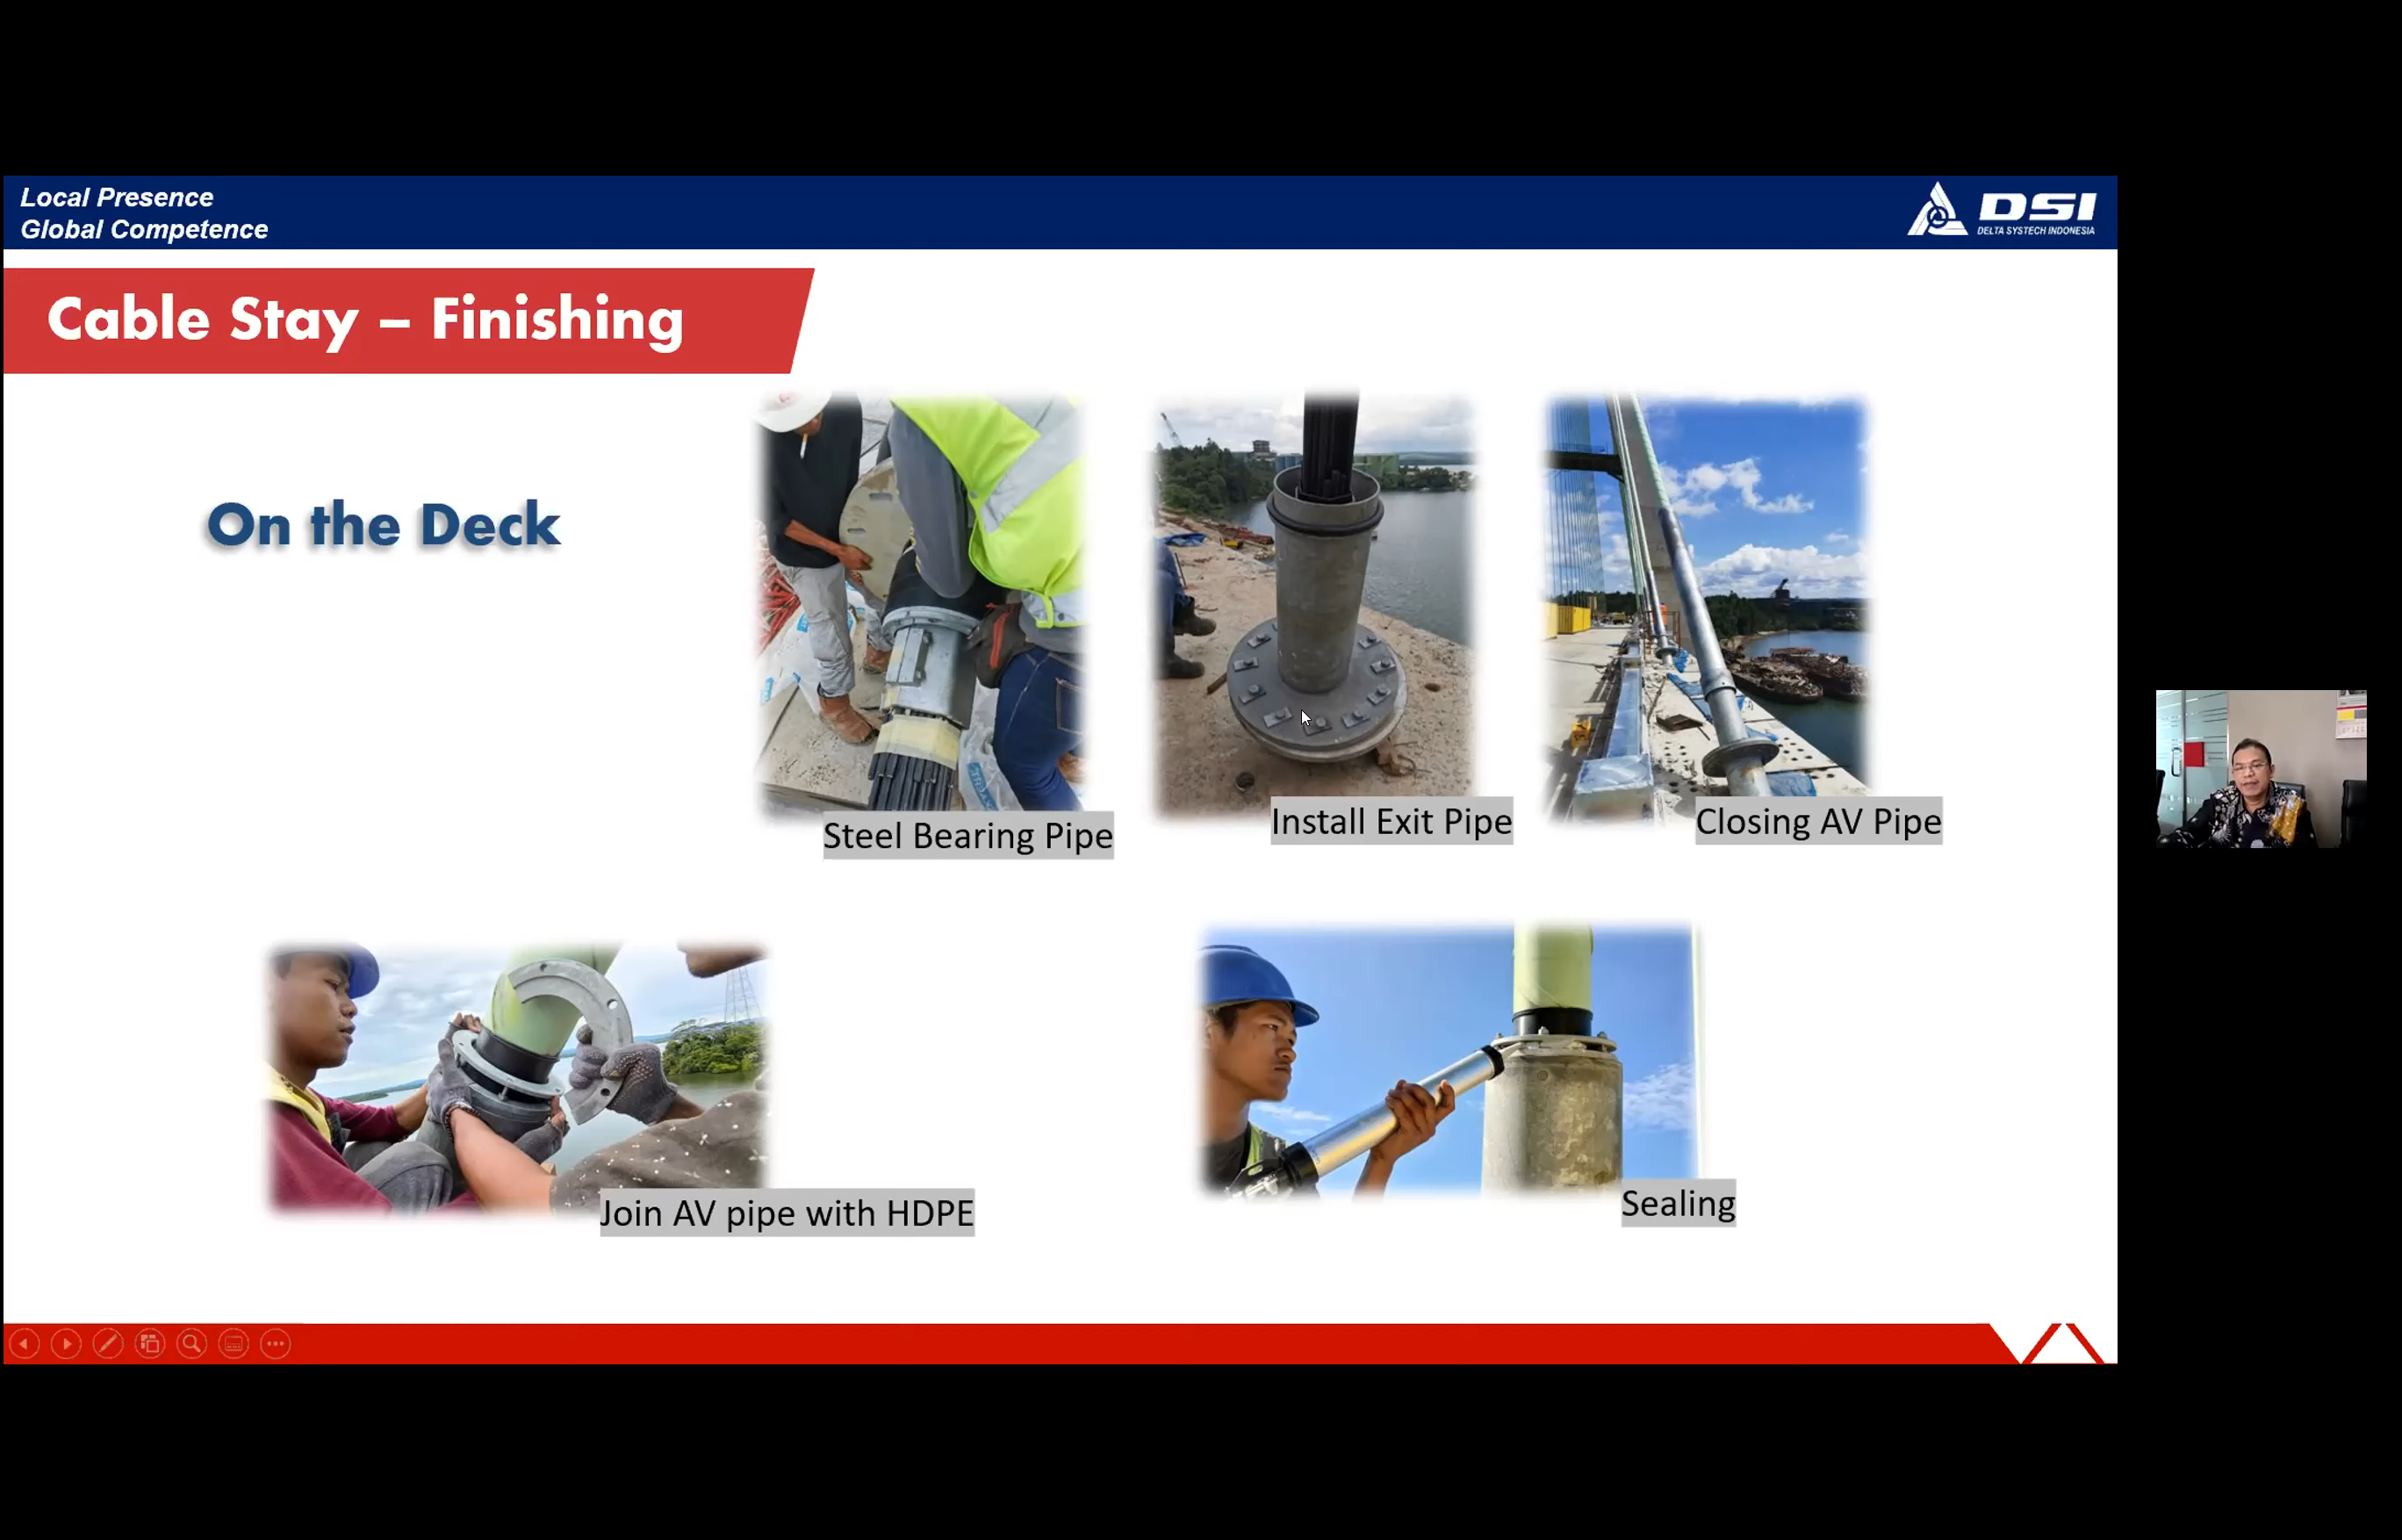 Local Presence
Global Competence
DSI
DELTA SYSTECH INDONESIA
Cable Stay – Finishing
On the Deck
Steel Bearing Pipe
Install Exit Pipe
Closing AV Pipe
Join AV pipe with HDPE
Sealing